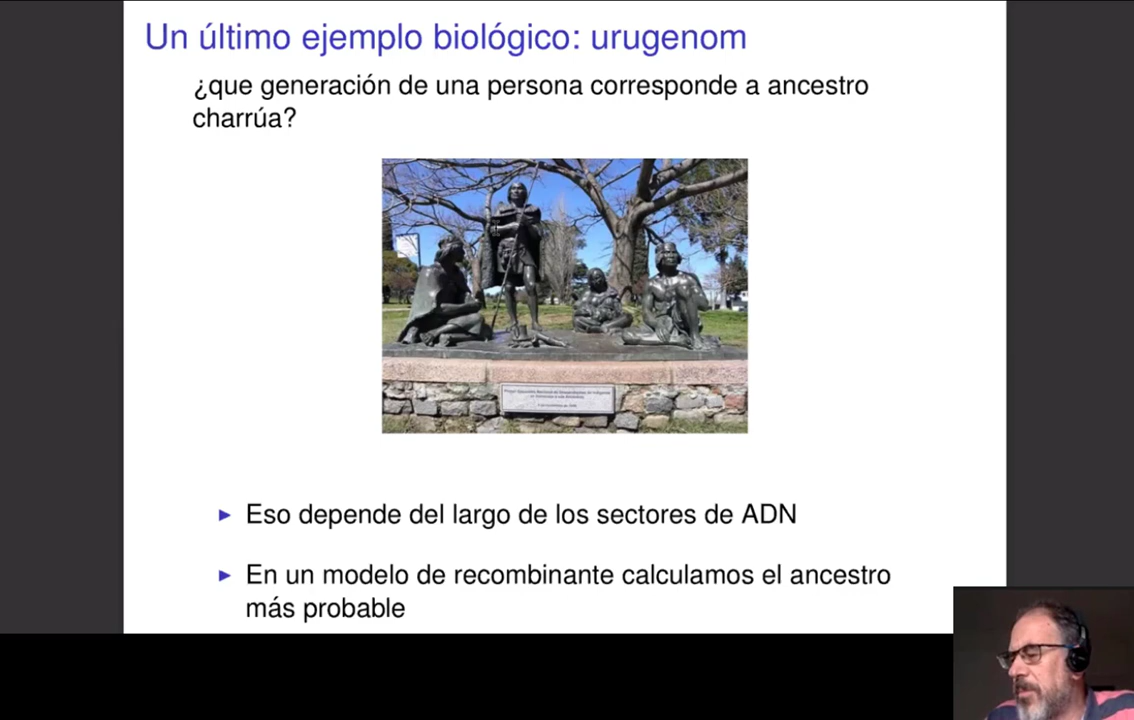 Un último ejemplo biológico: urugenom
¿que generación de una persona corresponde a ancestro
charrúa?
▶ Eso depende del largo de los sectores de ADN
▶ En un modelo de recombinante calculamos el ancestro
más probable